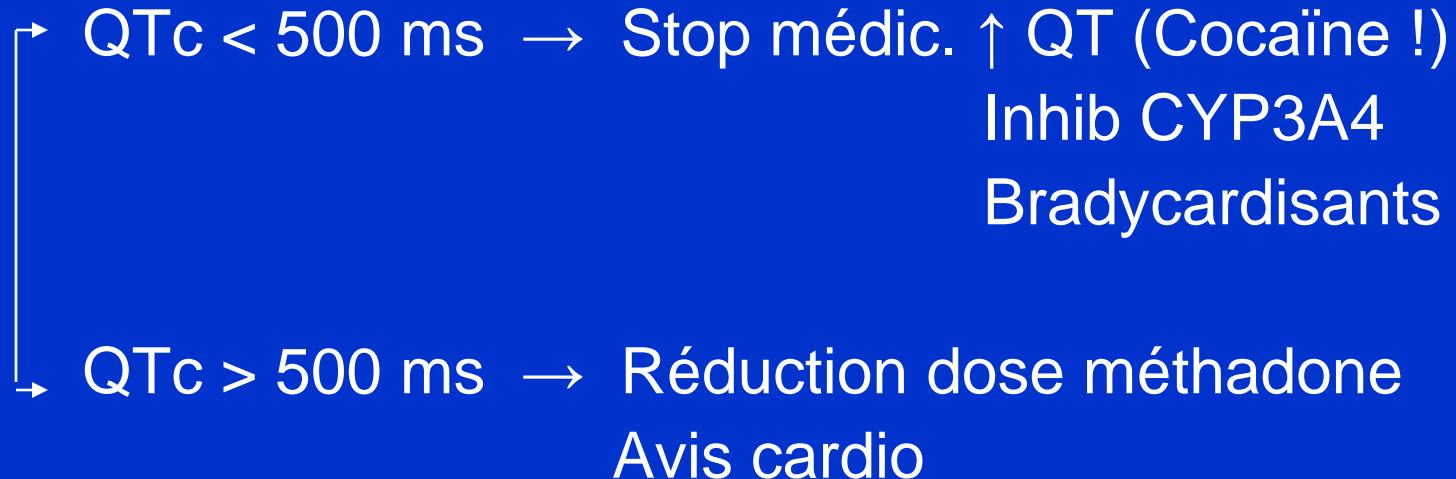 QTc < 500 ms → Stop médic. ↑ QT (Cocaïne !)
Inhib CYP3A4
Bradycardisants
QTc > 500 ms → Réduction dose méthadone
Avis cardio